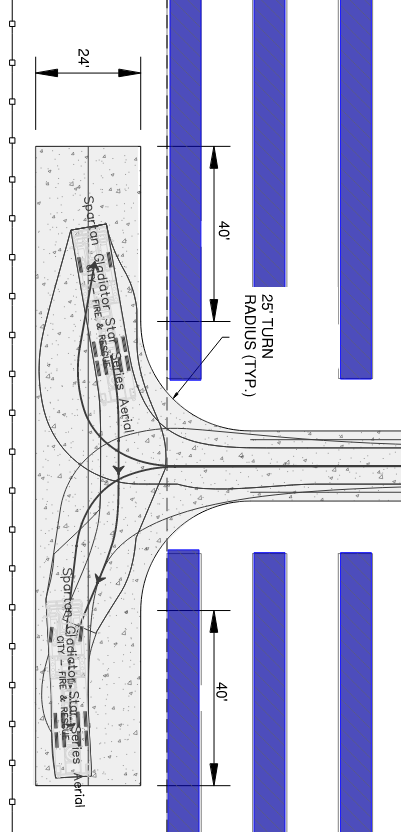 24'
40'
25' TURN
RADIUS (TYP.)
Spartan Gladiator Star Series Aerial
CITY - FIRE & RESCUE
40'
Spartan Gladiator Star Series Aerial
CITY - FIRE & RESCUE